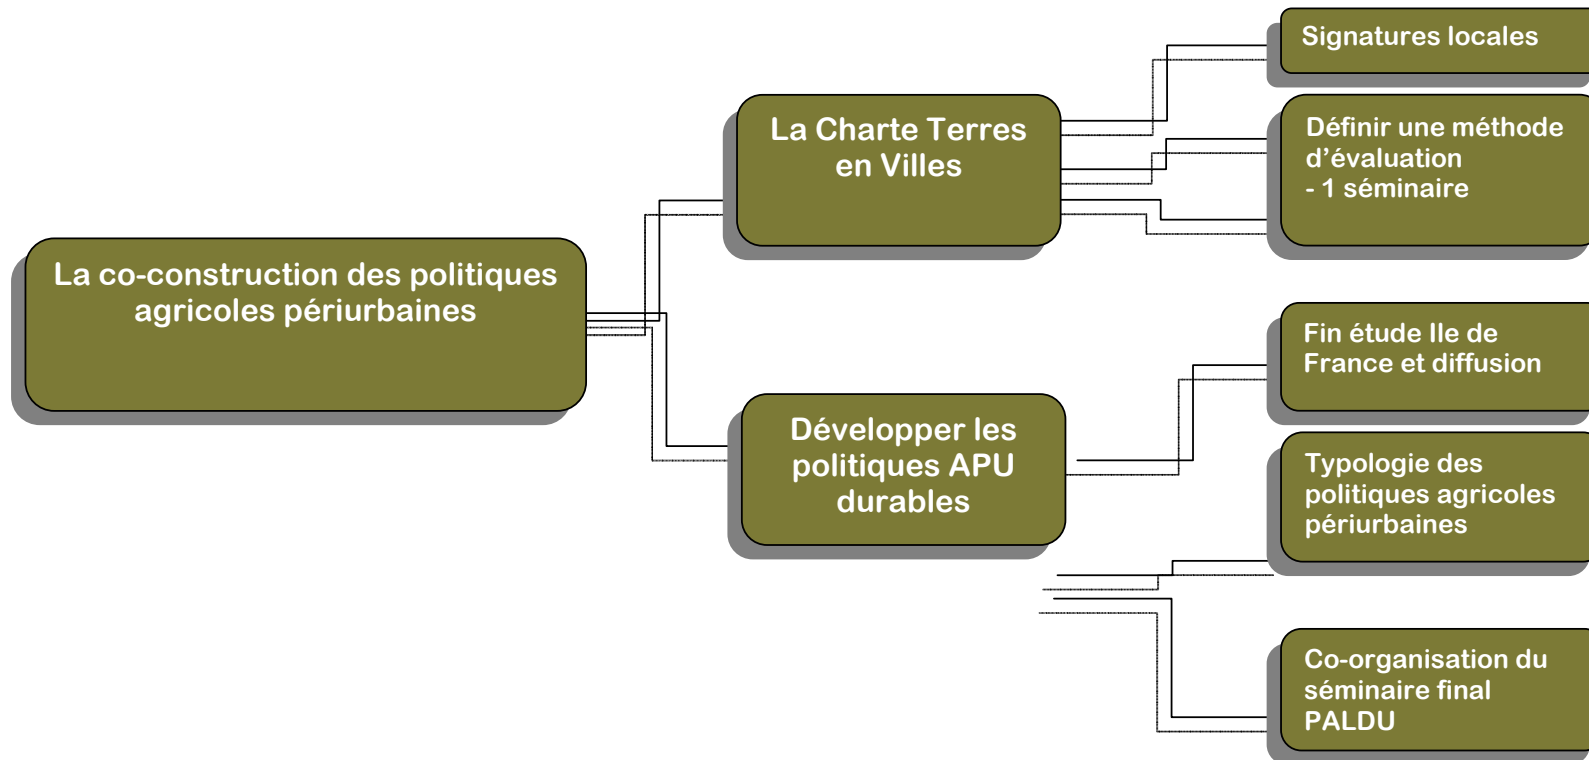 La co-construction des politiques
agricoles périurbaines
La Charte Terres
en Villes
Développer les
politiques APU
durables
Signatures locales
Définir une méthode
d’évaluation
- 1 séminaire
Fin étude Ile de
France et diffusion
Typologie des
politiques agricoles
périurbaines
Co-organisation du
séminaire final
PALDU